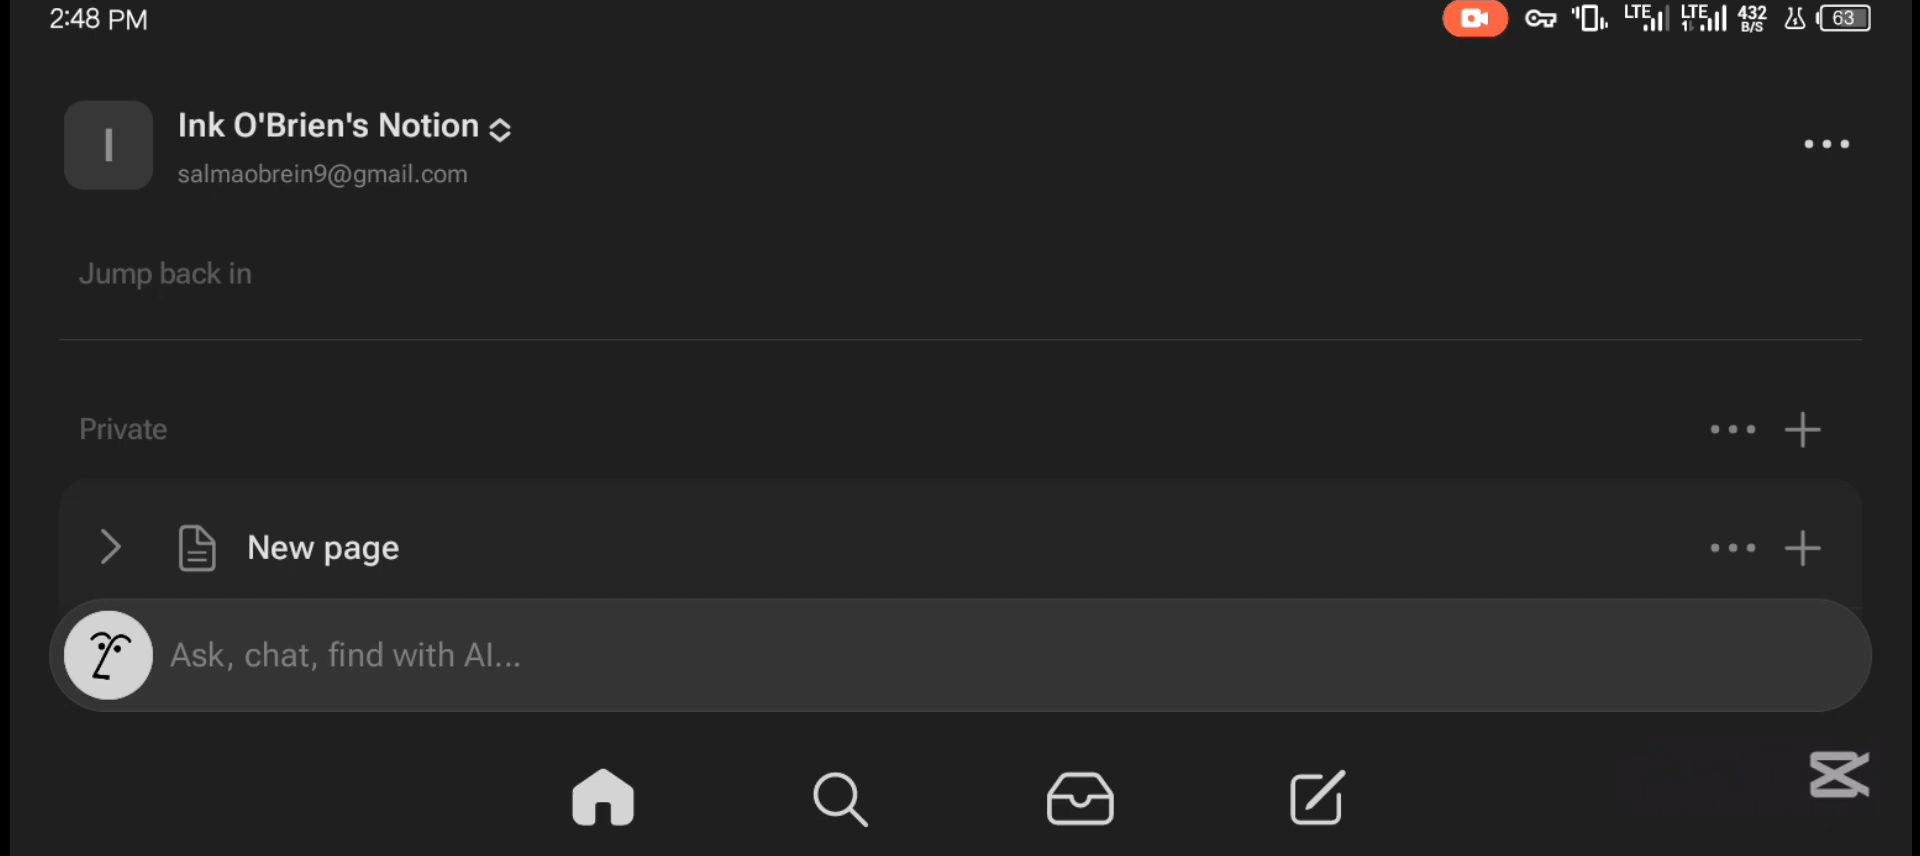 2:48 PM
LTE LTE 432 B/S 63
I
Ink O'Brien's Notion
salmaobrein9@gmail.com
Jump back in
Private
New page
Ask, chat, find with AI...